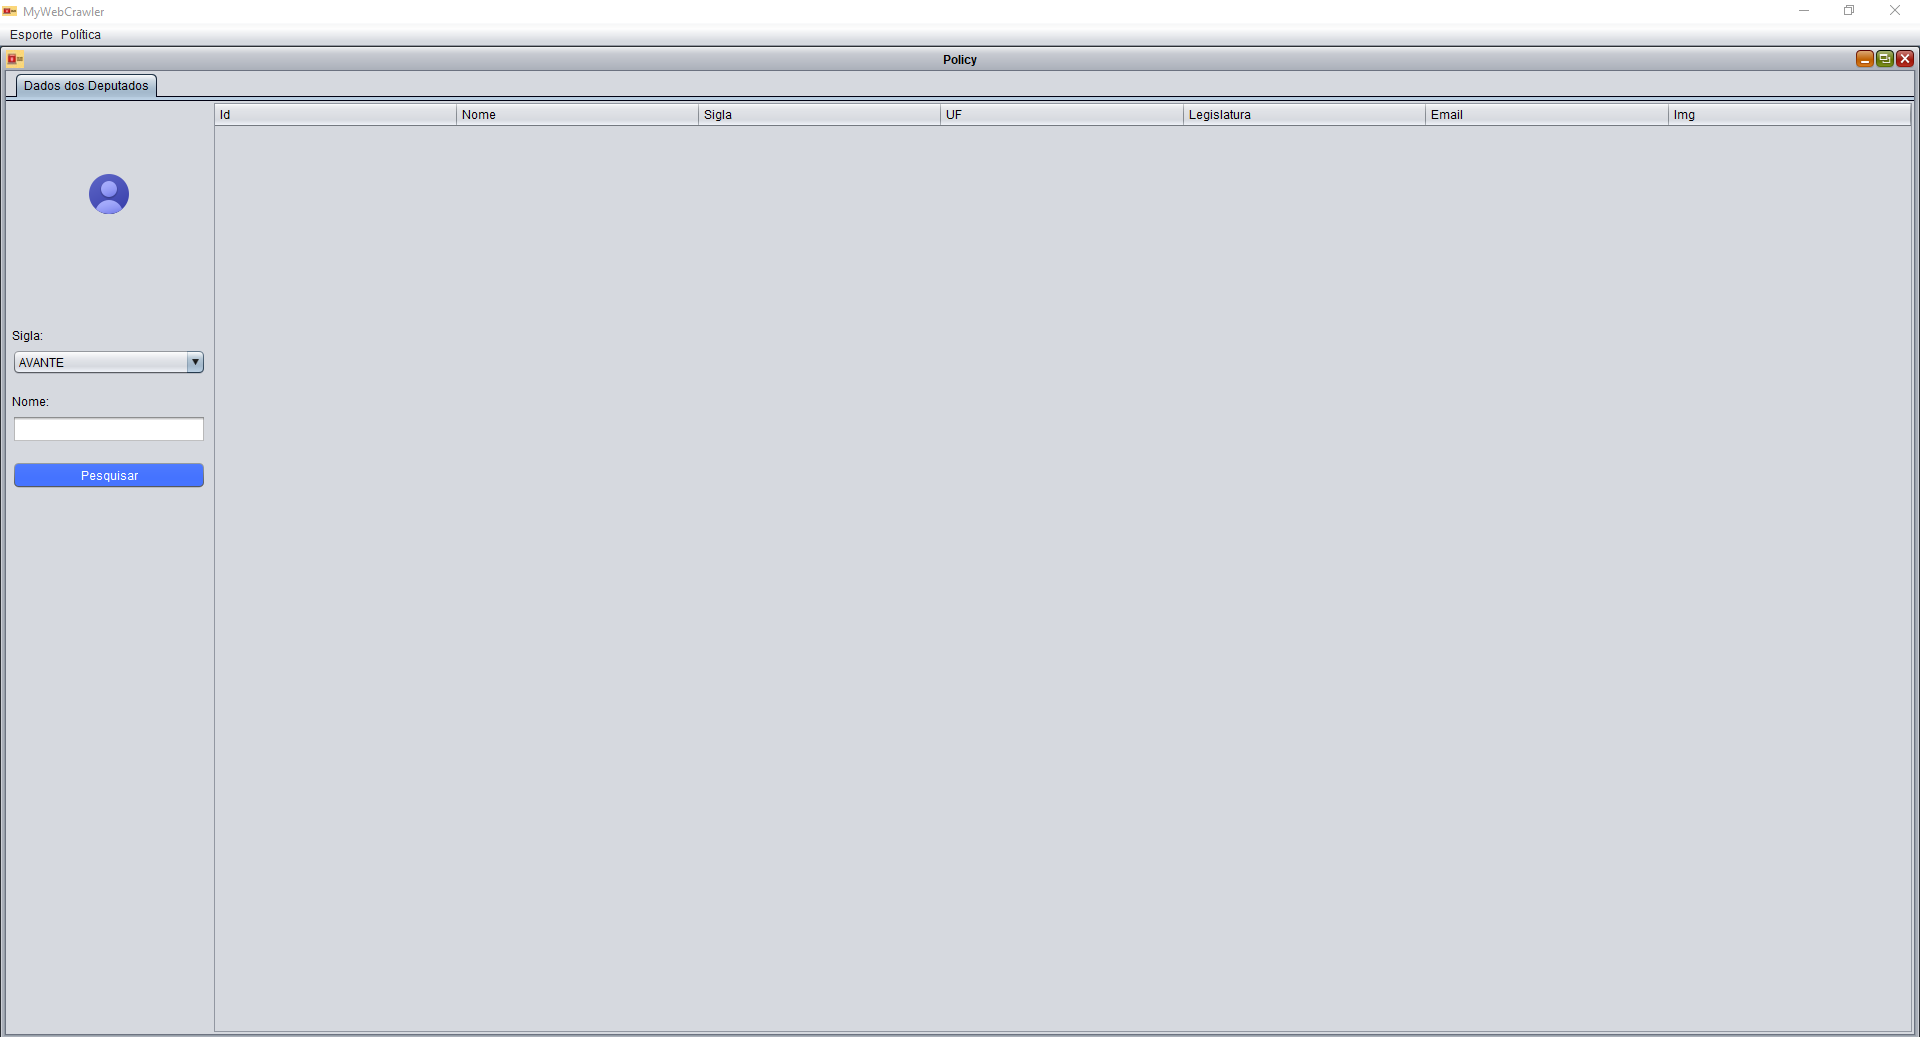 MyWebCrawler
Esporte Política
Policy
Dados dos Deputados
Id Nome Sigla UF Legislatura Email Img
Sigla:
AVANTE
Nome:
Pesquisar